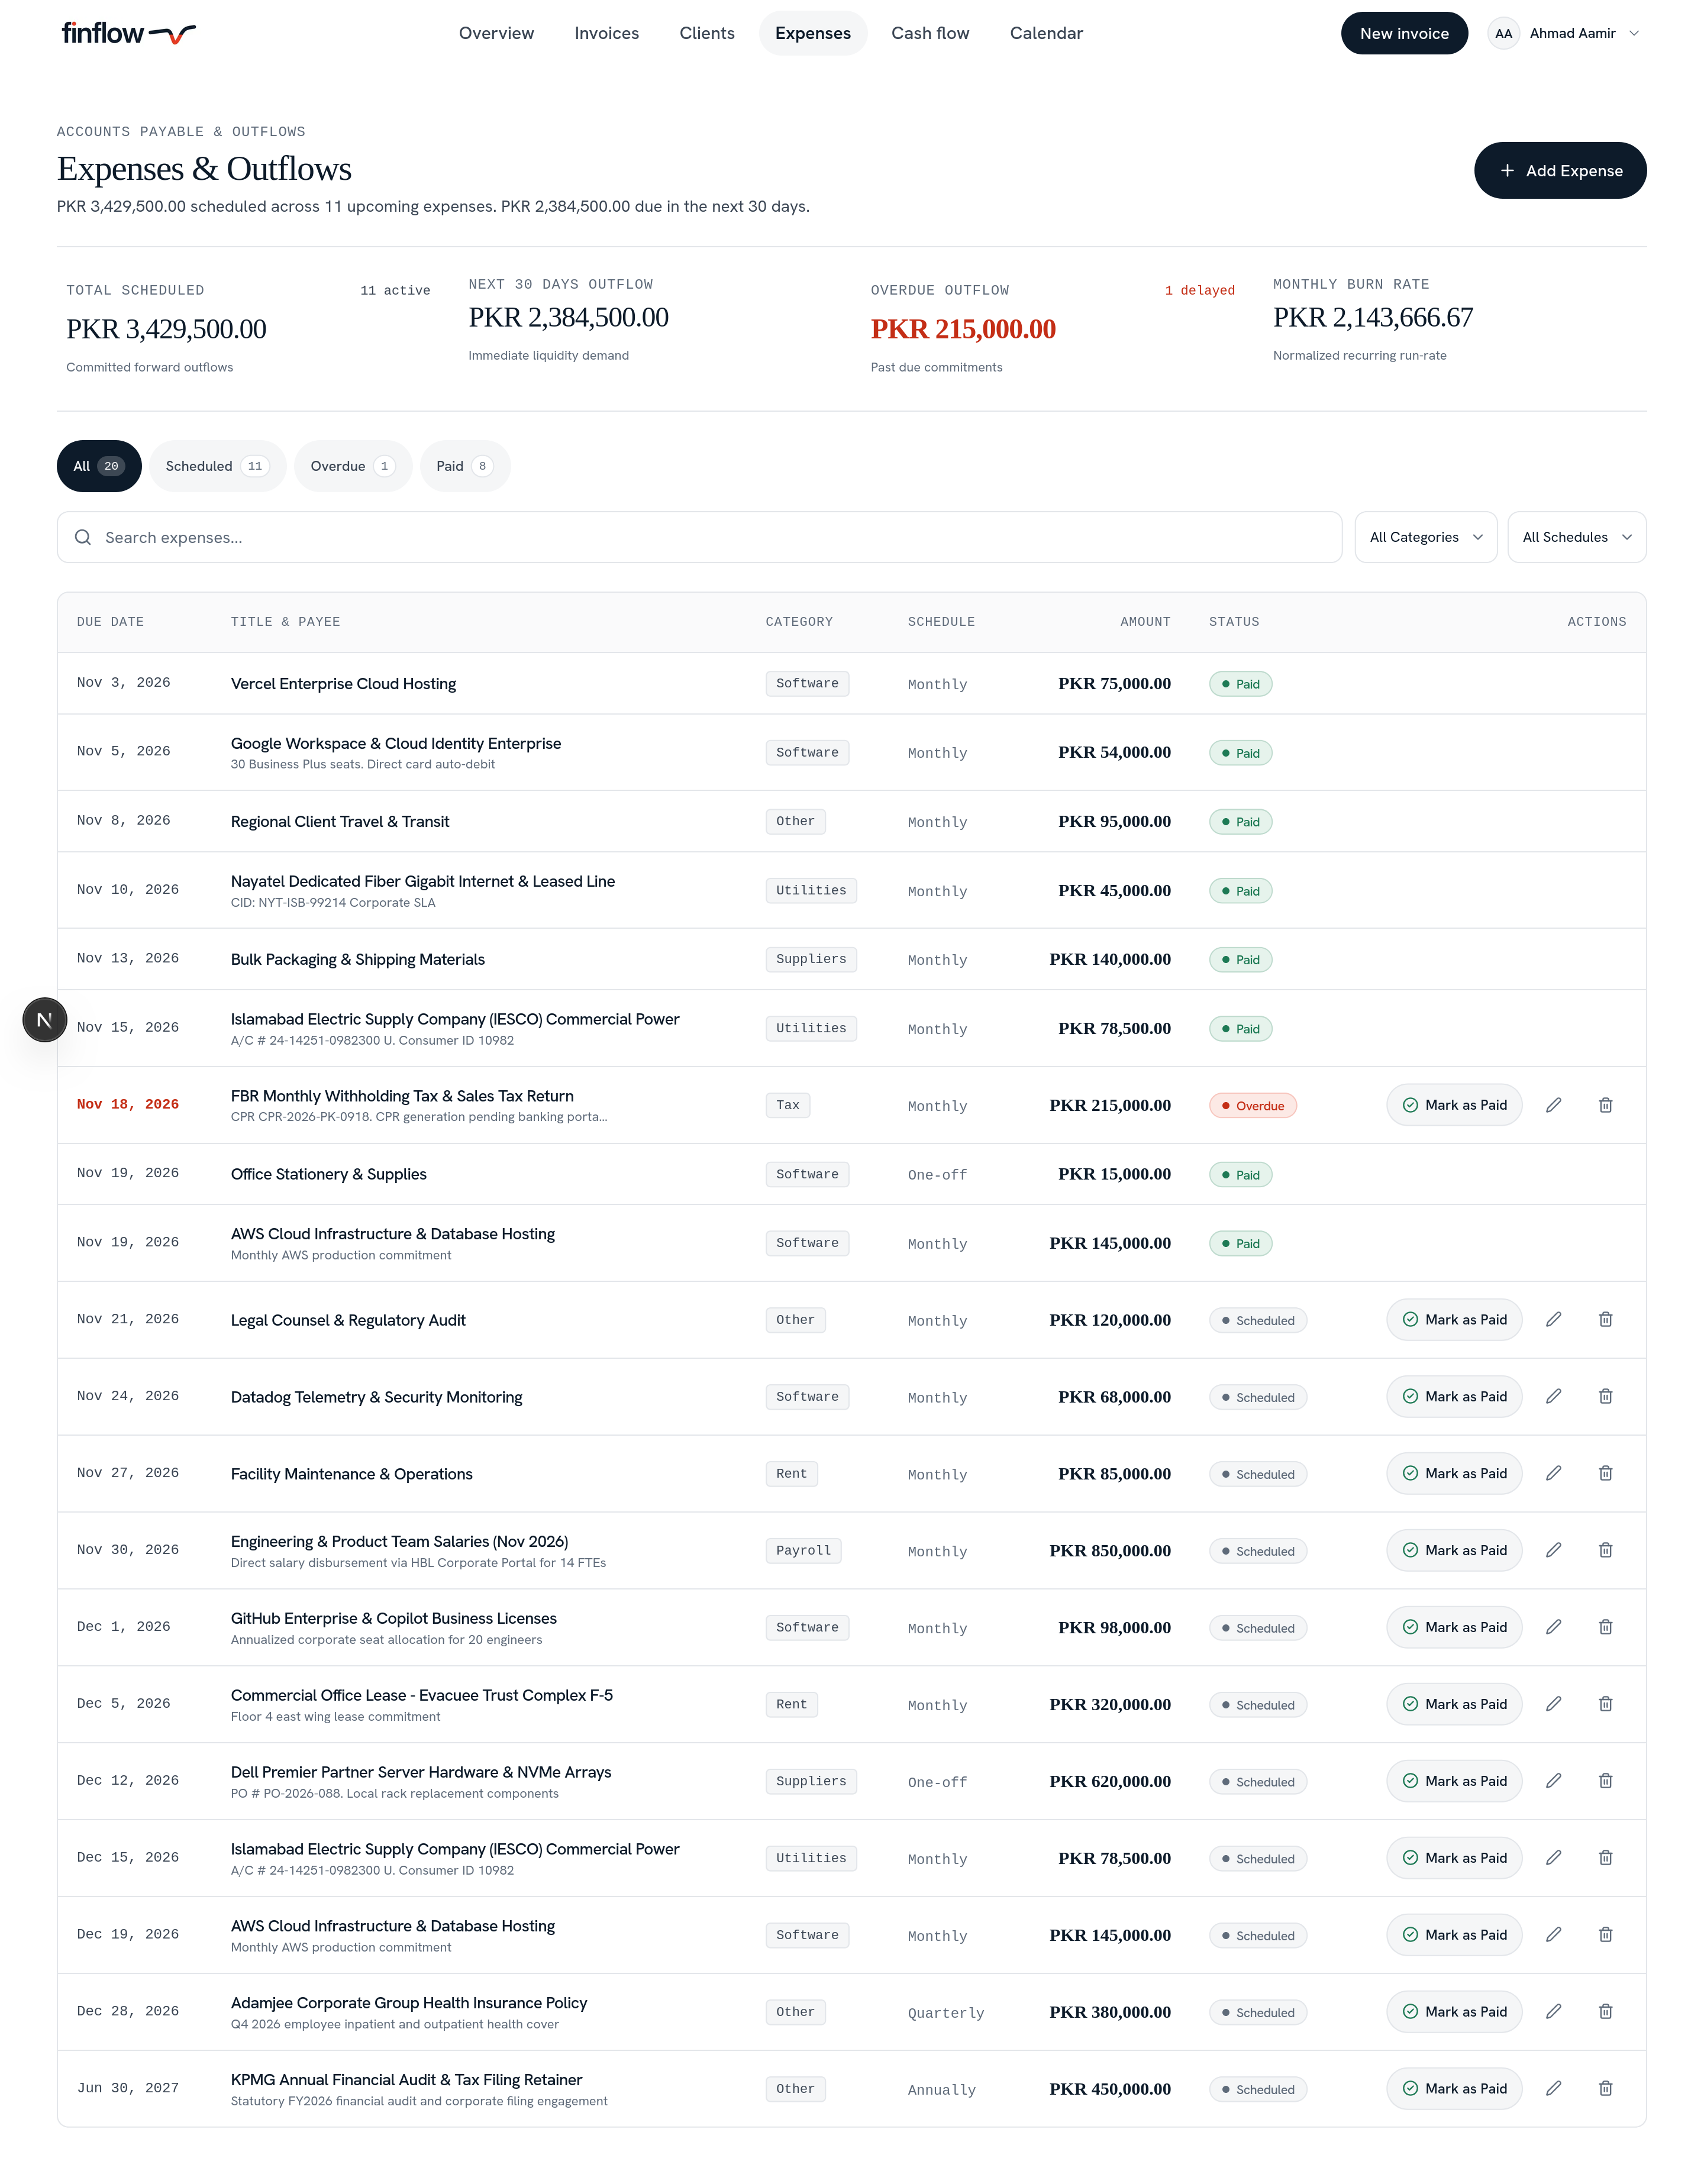 finflow
Overview Invoices Clients Expenses Cash flow Calendar New invoice AA Ahmad Aamir
ACCOUNTS PAYABLE & OUTFLOWS
Expenses & Outflows
+ Add Expense
PKR 3,429,500.00 scheduled across 11 upcoming expenses. PKR 2,384,500.00 due in the next 30 days.
TOTAL SCHEDULED 11 active
PKR 3,429,500.00
Committed forward outflows
NEXT 30 DAYS OUTFLOW
PKR 2,384,500.00
Immediate liquidity demand
OVERDUE OUTFLOW 1 delayed
PKR 215,000.00
Past due commitments
MONTHLY BURN RATE
PKR 2,143,666.67
Normalized recurring run-rate
All 20 Scheduled 11 Overdue 1 Paid 8
Search expenses... All Categories All Schedules
DUE DATE TITLE & PAYEE CATEGORY SCHEDULE AMOUNT STATUS ACTIONS
Nov 3, 2026 Vercel Enterprise Cloud Hosting Software Monthly PKR 75,000.00 Paid
Nov 5, 2026 Google Workspace & Cloud Identity Enterprise Software Monthly PKR 54,000.00 Paid
30 Business Plus seats. Direct card auto-debit
Nov 8, 2026 Regional Client Travel & Transit Other Monthly PKR 95,000.00 Paid
Nov 10, 2026 Nayatel Dedicated Fiber Gigabit Internet & Leased Line Utilities Monthly PKR 45,000.00 Paid
CID: NYT-ISB-99214 Corporate SLA
Nov 13, 2026 Bulk Packaging & Shipping Materials Suppliers Monthly PKR 140,000.00 Paid
N
Nov 15, 2026 Islamabad Electric Supply Company (IESCO) Commercial Power Utilities Monthly PKR 78,500.00 Paid
A/C # 24-14251-0982300 U. Consumer ID 10982
Nov 18, 2026 FBR Monthly Withholding Tax & Sales Tax Return Tax Monthly PKR 215,000.00 Overdue Mark as Paid
CPR CPR-2026-PK-0918. CPR generation pending banking porta...
Nov 19, 2026 Office Stationery & Supplies Software One-off PKR 15,000.00 Paid
Nov 19, 2026 AWS Cloud Infrastructure & Database Hosting Software Monthly PKR 145,000.00 Paid
Monthly AWS production commitment
Nov 21, 2026 Legal Counsel & Regulatory Audit Other Monthly PKR 120,000.00 Scheduled Mark as Paid
Nov 24, 2026 Datadog Telemetry & Security Monitoring Software Monthly PKR 68,000.00 Scheduled Mark as Paid
Nov 27, 2026 Facility Maintenance & Operations Rent Monthly PKR 85,000.00 Scheduled Mark as Paid
Nov 30, 2026 Engineering & Product Team Salaries (Nov 2026) Payroll Monthly PKR 850,000.00 Scheduled Mark as Paid
Direct salary disbursement via HBL Corporate Portal for 14 FTEs
Dec 1, 2026 GitHub Enterprise & Copilot Business Licenses Software Monthly PKR 98,000.00 Scheduled Mark as Paid
Annualized corporate seat allocation for 20 engineers
Dec 5, 2026 Commercial Office Lease - Evacuee Trust Complex F-5 Rent Monthly PKR 320,000.00 Scheduled Mark as Paid
Floor 4 east wing lease commitment
Dec 12, 2026 Dell Premier Partner Server Hardware & NVMe Arrays Suppliers One-off PKR 620,000.00 Scheduled Mark as Paid
PO # PO-2026-088. Local rack replacement components
Dec 15, 2026 Islamabad Electric Supply Company (IESCO) Commercial Power Utilities Monthly PKR 78,500.00 Scheduled Mark as Paid
A/C # 24-14251-0982300 U. Consumer ID 10982
Dec 19, 2026 AWS Cloud Infrastructure & Database Hosting Software Monthly PKR 145,000.00 Scheduled Mark as Paid
Monthly AWS production commitment
Dec 28, 2026 Adamjee Corporate Group Health Insurance Policy Other Quarterly PKR 380,000.00 Scheduled Mark as Paid
Q4 2026 employee inpatient and outpatient health cover
Jun 30, 2027 KPMG Annual Financial Audit & Tax Filing Retainer Other Annually PKR 450,000.00 Scheduled Mark as Paid
Statutory FY2026 financial audit and corporate filing engagement